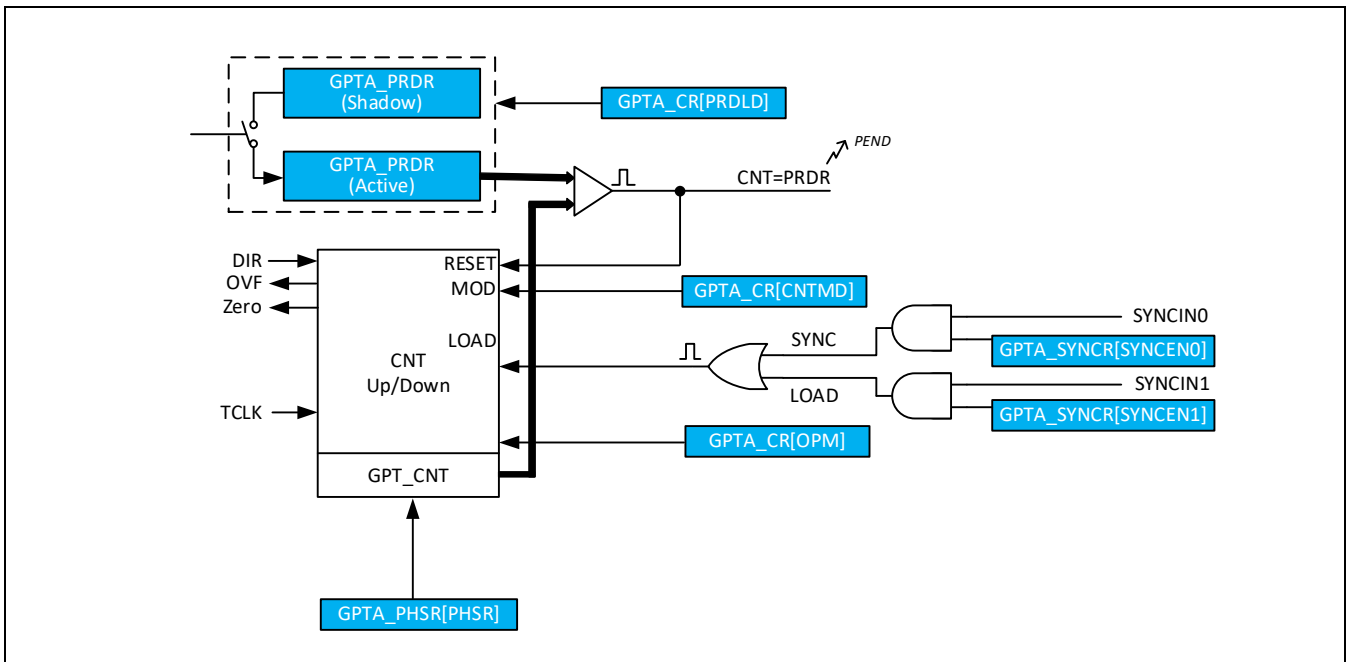 GPTA_PRDR
(Shadow)
GPTA_CR[PRDLD]
PEND
GPTA_PRDR
(Active)
CNT=PRDR
DIR
OVF
Zero
RESET
MOD
GPTA_CR[CNTMD]
SYNCIN0
SYNC
GPTA_SYNCR[SYNCEN0]
LOAD
CNT
Up/Down
SYNCIN1
LOAD
GPTA_SYNCR[SYNCEN1]
TCLK
GPTA_CR[OPM]
GPT_CNT
GPTA_PHSR[PHSR]